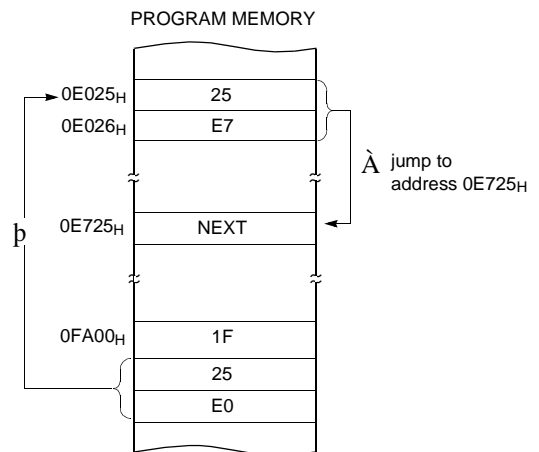 PROGRAM MEMORY
0E025H 25
0E026H E7
À jump to
address 0E725H
þ
0E725H NEXT
0FA00H 1F
25
E0